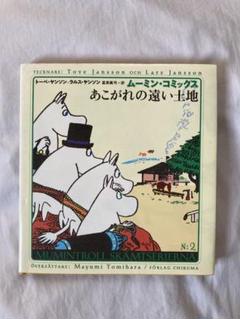 TECKNARE: TOVE JANSSON OCH LARS JANSSON
トーベ・ヤンソン+ラルス・ヤンソン 冨原眞弓=訳
ムーミン・コミックス
あこがれの遠い土地
N:2
MUMINTROLL SKÄMTSERIERNA
ÖVERSÄTTARE: Mayumi Tomihara / FÖRLAG CHIKUMA